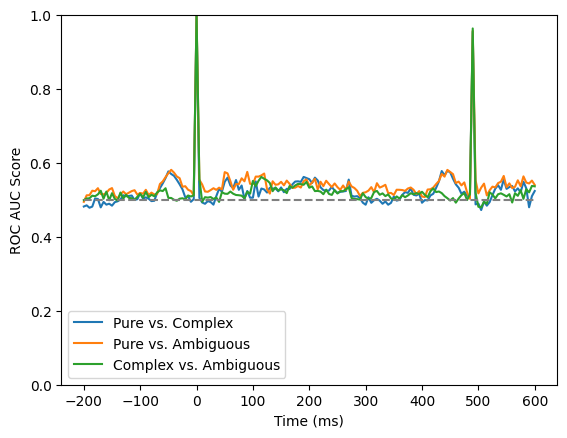 1.0
0.8
0.6
0.4
0.2
0.0
ROC AUC Score
Pure vs. Complex
Pure vs. Ambiguous
Complex vs. Ambiguous
−200 −100 0 100 200 300 400 500 600
Time (ms)